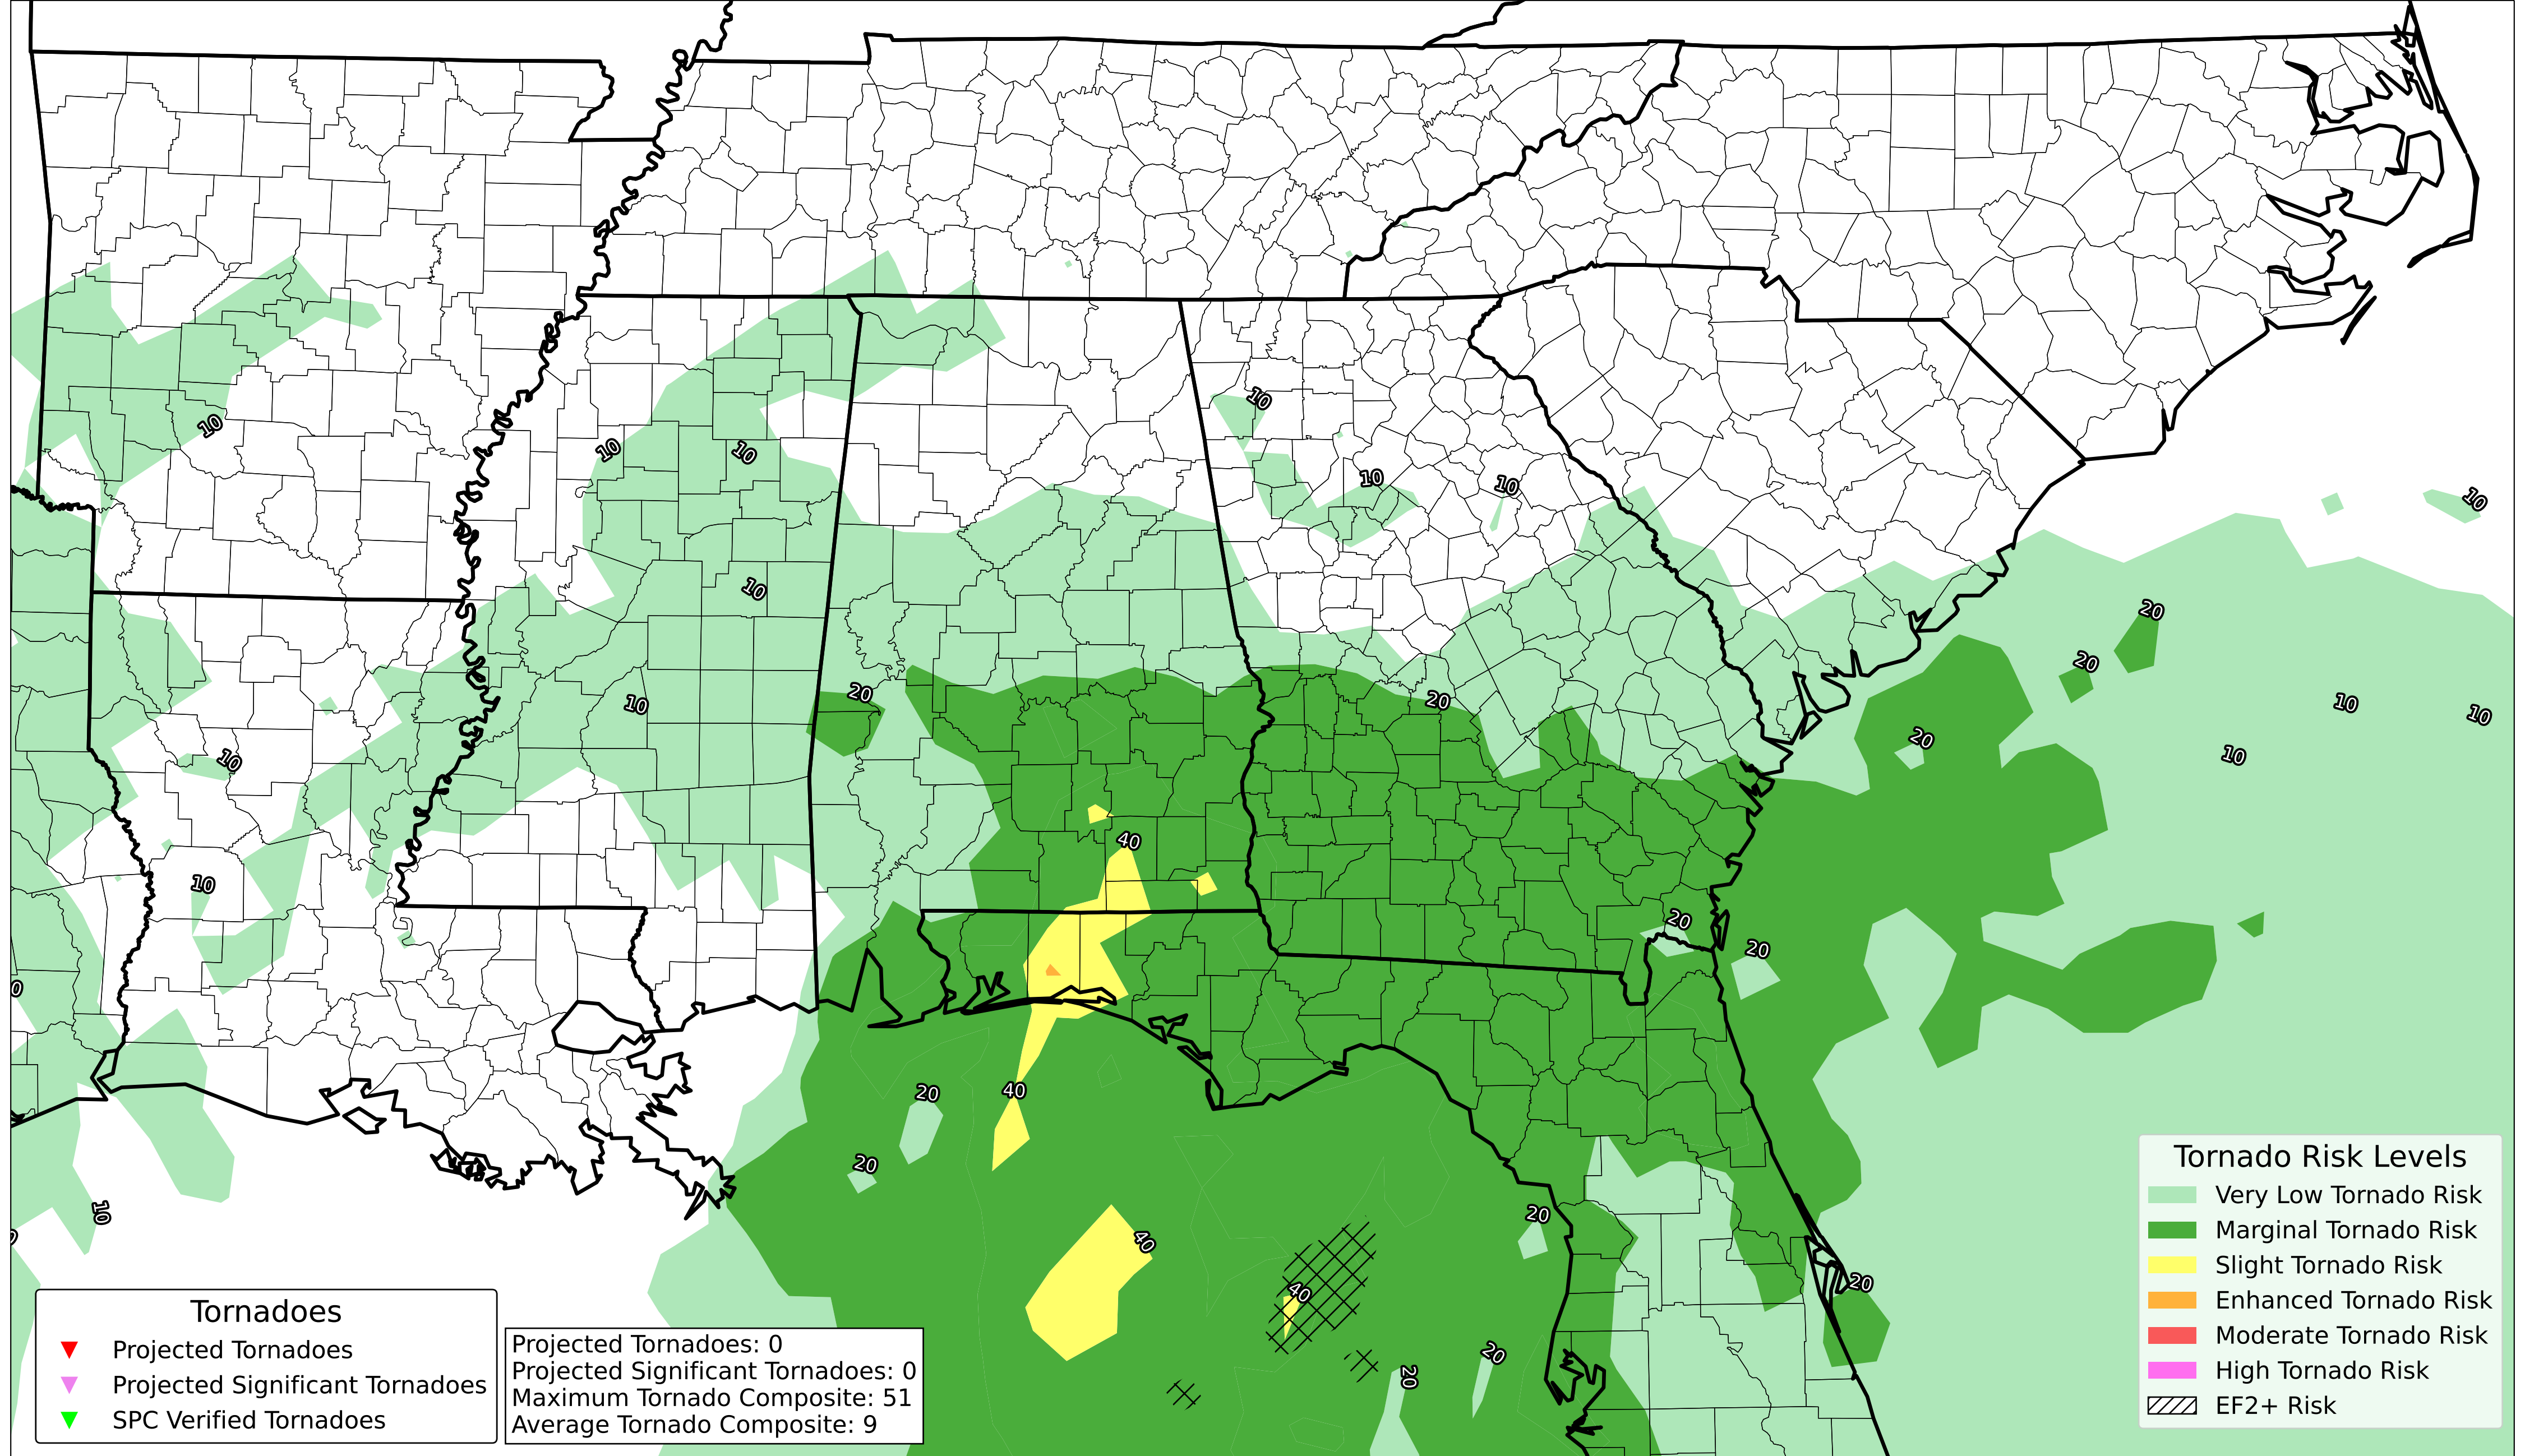 10
10
10
10
10
10
10
10
20
20
20
20
10
10
20
10
10
10
40
20
20
0
20
40
20
10
20
40
40
20
20
20
Tornado Risk Levels
Very Low Tornado Risk
Marginal Tornado Risk
Slight Tornado Risk
Enhanced Tornado Risk
Moderate Tornado Risk
High Tornado Risk
EF2+ Risk
Tornadoes
Projected Tornadoes
Projected Significant Tornadoes
SPC Verified Tornadoes
Projected Tornadoes: 0
Projected Significant Tornadoes: 0
Maximum Tornado Composite: 51
Average Tornado Composite: 9